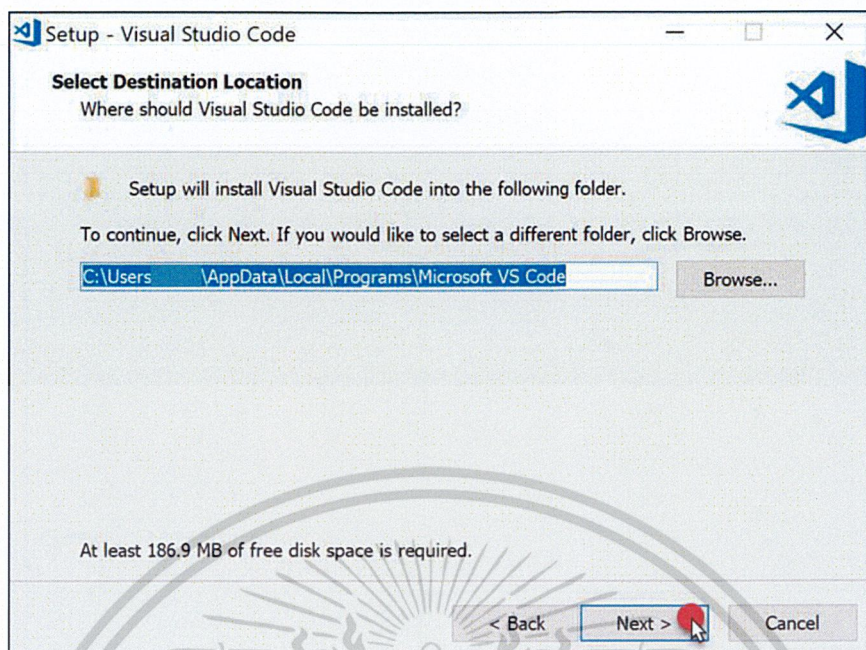 Setup - Visual Studio Code
Select Destination Location
Where should Visual Studio Code be installed?
Setup will install Visual Studio Code into the following folder.
To continue, click Next. If you would like to select a different folder, click Browse.
C:\Users \AppData\Local\Programs\Microsoft VS Code
Browse...
At least 186.9 MB of free disk space is required.
< Back
Next >
Cancel